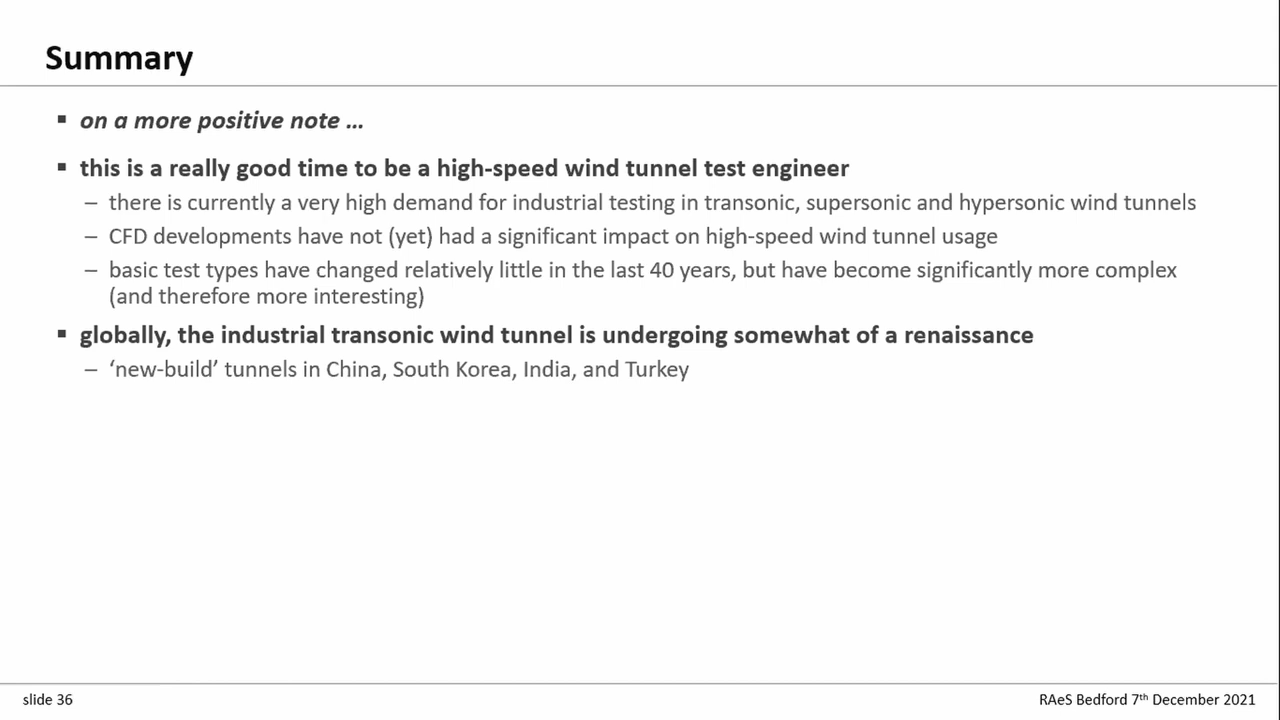 Summary
▪ on a more positive note ...
▪ this is a really good time to be a high-speed wind tunnel test engineer
– there is currently a very high demand for industrial testing in transonic, supersonic and hypersonic wind tunnels
– CFD developments have not (yet) had a significant impact on high-speed wind tunnel usage
– basic test types have changed relatively little in the last 40 years, but have become significantly more complex
(and therefore more interesting)
▪ globally, the industrial transonic wind tunnel is undergoing somewhat of a renaissance
– ‘new-build’ tunnels in China, South Korea, India, and Turkey
slide 36
RAeS Bedford 7th December 2021